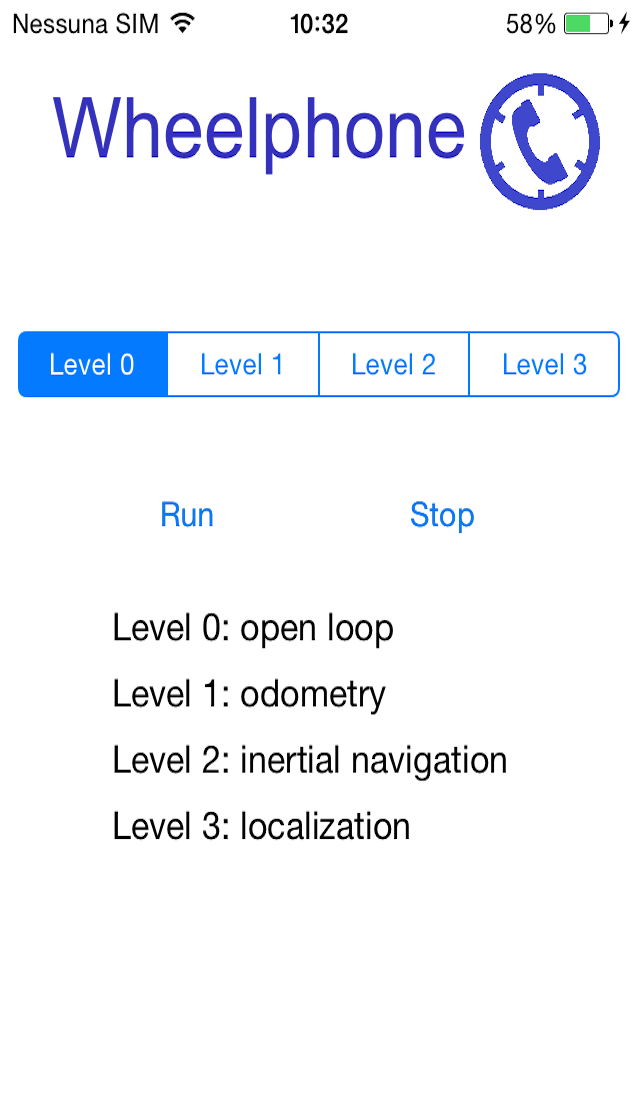 Nessuna SIM 10:32 58%
Wheelphone
Level 0 Level 1 Level 2 Level 3
Run Stop
Level 0: open loop
Level 1: odometry
Level 2: inertial navigation
Level 3: localization